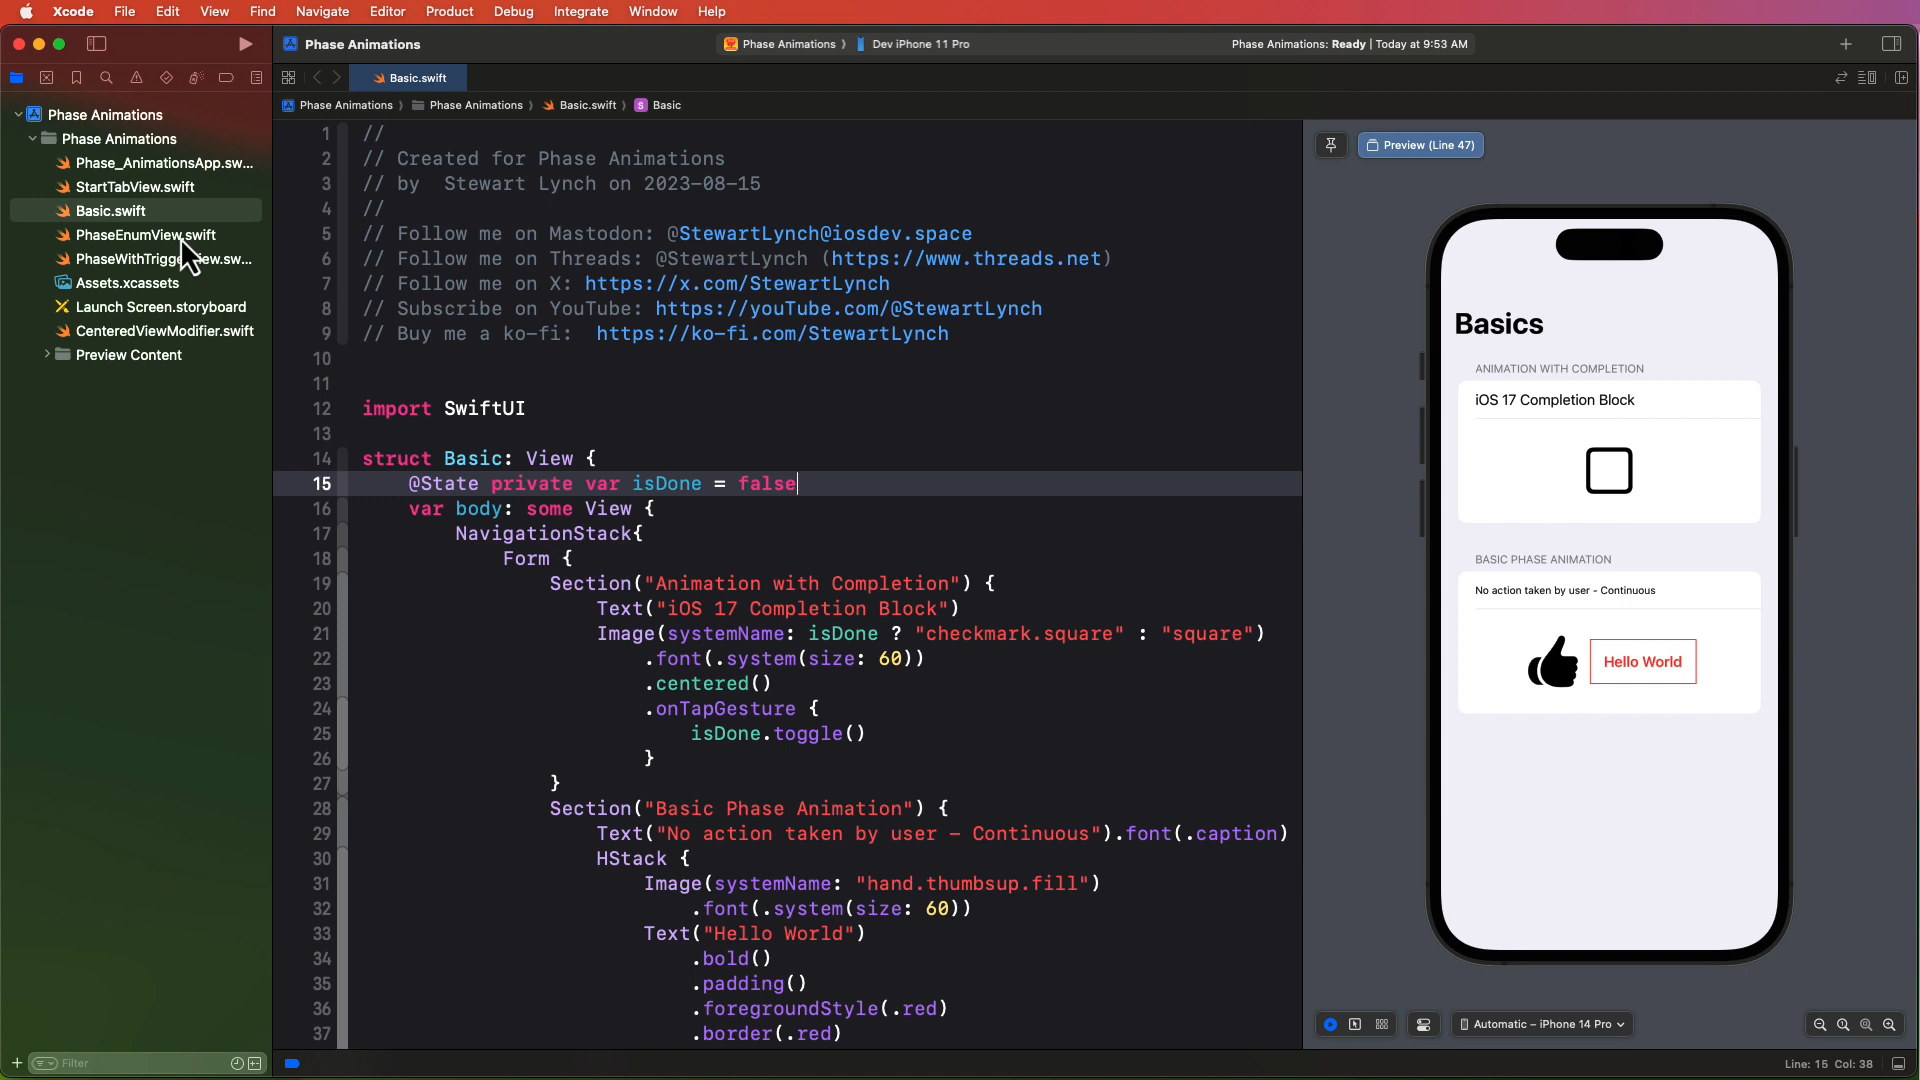 Xcode File Edit View Find Navigate Editor Product Debug Integrate Window Help
Phase Animations
Phase Animations
Dev iPhone 11 Pro
Phase Animations: Ready | Today at 9:53 AM
Basic.swift
Phase Animations
Phase Animations
Basic.swift
S Basic
Phase Animations
Phase Animations
Phase_AnimationsApp.sw...
StartTabView.swift
Basic.swift
PhaseEnumView.swift
Assets.xcassets
Launch Screen.storyboard
CenteredViewModifier.swift
Preview Content
Filter
1 //
2 // Created for Phase Animations
3 // by  Stewart Lynch on 2023-08-15
4 //
5 // Follow me on Mastodon: @StewartLynch@iosdev.space
6 // Follow me on Threads: @StewartLynch (https://www.threads.net)
7 // Follow me on X: https://x.com/StewartLynch
8 // Subscribe on YouTube: https://youTube.com/@StewartLynch
9 // Buy me a ko-fi:  https://ko-fi.com/StewartLynch
10
11
12 import SwiftUI
13
14 struct Basic: View {
15     @State private var isDone = false
16     var body: some View {
17         NavigationStack{
18             Form {
19                 Section("Animation with Completion") {
20                     Text("iOS 17 Completion Block")
21                     Image(systemName: isDone ? "checkmark.square" : "square")
22                         .font(.system(size: 60))
23                         .centered()
24                         .onTapGesture {
25                             isDone.toggle()
26                         }
27                 }
28                 Section("Basic Phase Animation") {
29                     Text("No action taken by user – Continuous").font(.caption)
30                     HStack {
31                         Image(systemName: "hand.thumbsup.fill")
32                             .font(.system(size: 60))
33                         Text("Hello World")
34                             .bold()
35                             .padding()
36                             .foregroundStyle(.red)
37                             .border(.red)
Preview (Line 47)
Basics
ANIMATION WITH COMPLETION
iOS 17 Completion Block
BASIC PHASE ANIMATION
No action taken by user - Continuous
Hello World
Automatic – iPhone 14 Pro
Line: 15 Col: 38